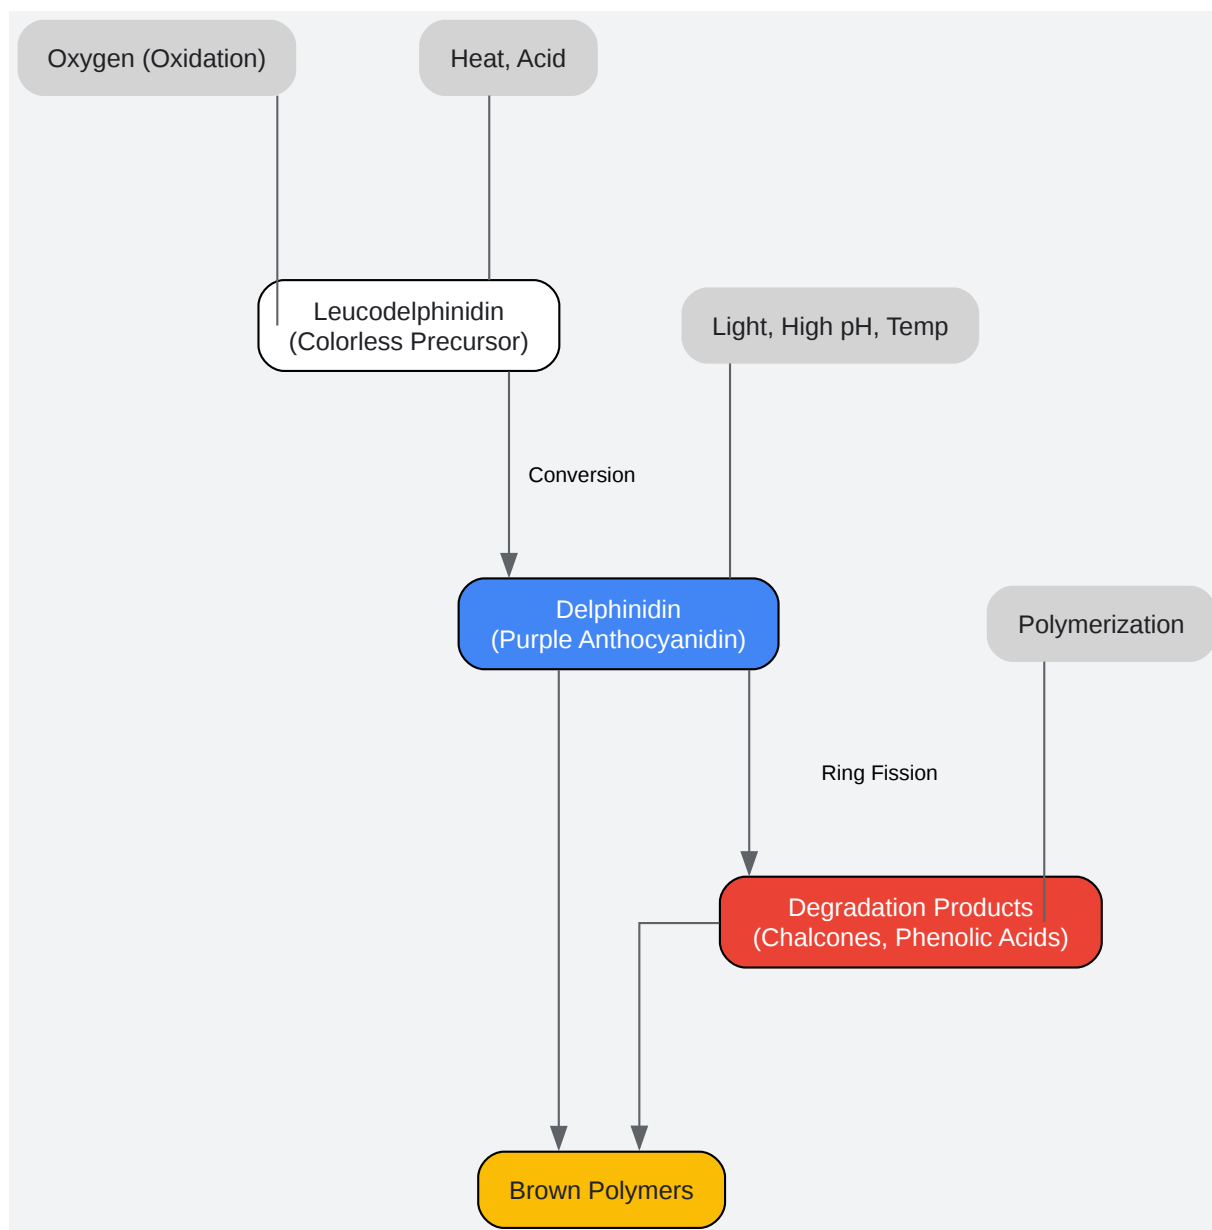 Oxygen (Oxidation)
Heat, Acid
Leucodelphinidin
(Colorless Precursor)
Light, High pH, Temp
Conversion
Delphinidin
(Purple Anthocyanidin)
Polymerization
Ring Fission
Degradation Products
(Chalcones, Phenolic Acids)
Brown Polymers